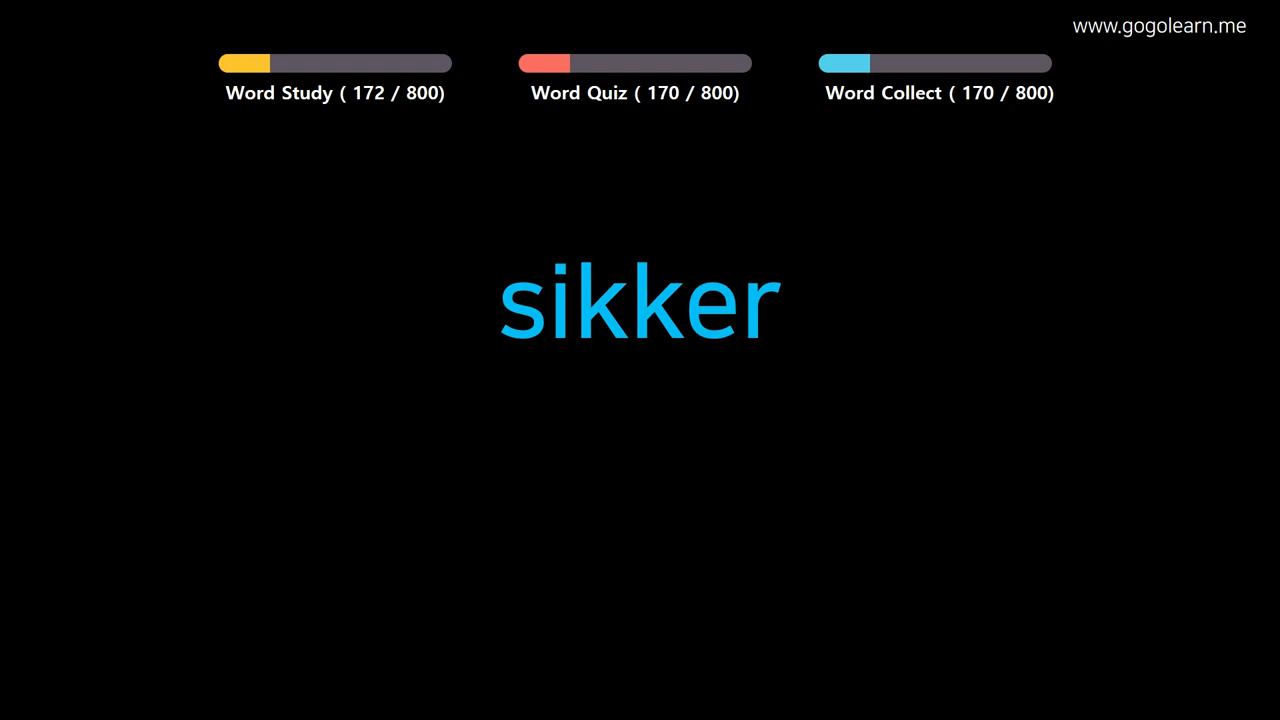 www.gogolearn.me
Word Study ( 172 / 800)
Word Quiz ( 170 / 800)
Word Collect ( 170 / 800)
sikker